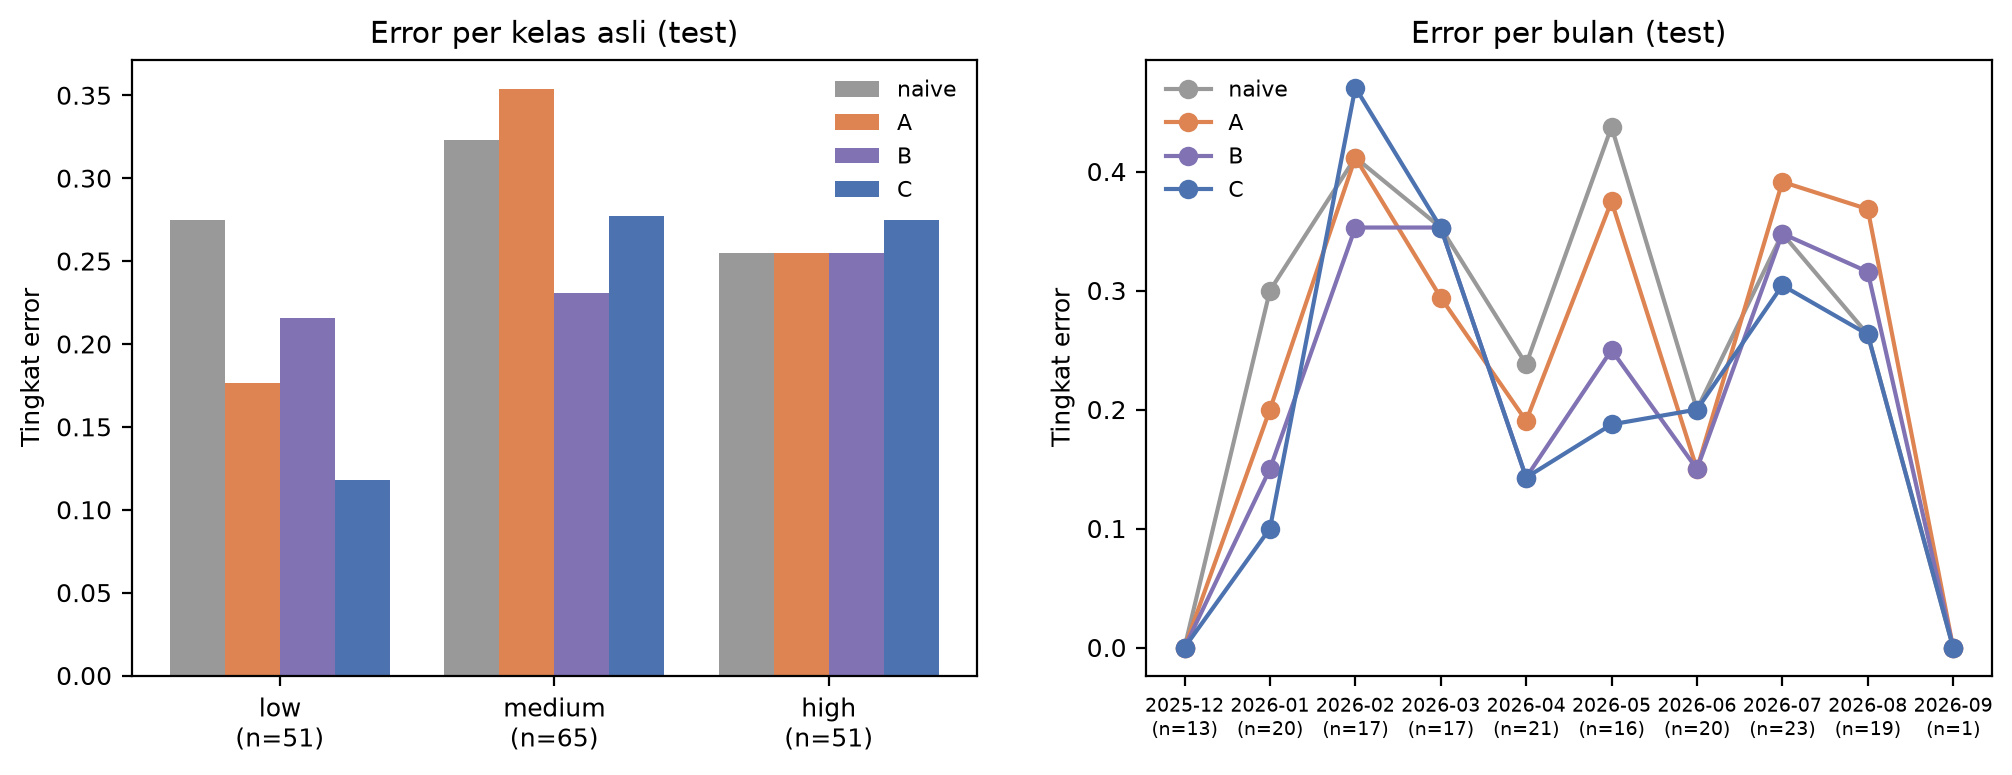 Error per kelas asli (test)
Tingkat error
0.35
0.30
0.25
0.20
0.15
0.10
0.05
0.00
naive
A
B
C
low medium high
(n=51) (n=65) (n=51)
Error per bulan (test)
Tingkat error
0.4
0.3
0.2
0.1
0.0
naive
A
B
C
2025-12 2026-01 2026-02 2026-03 2026-04 2026-05 2026-06 2026-07 2026-08 2026-09
(n=13) (n=20) (n=17) (n=17) (n=21) (n=16) (n=20) (n=23) (n=19) (n=1)